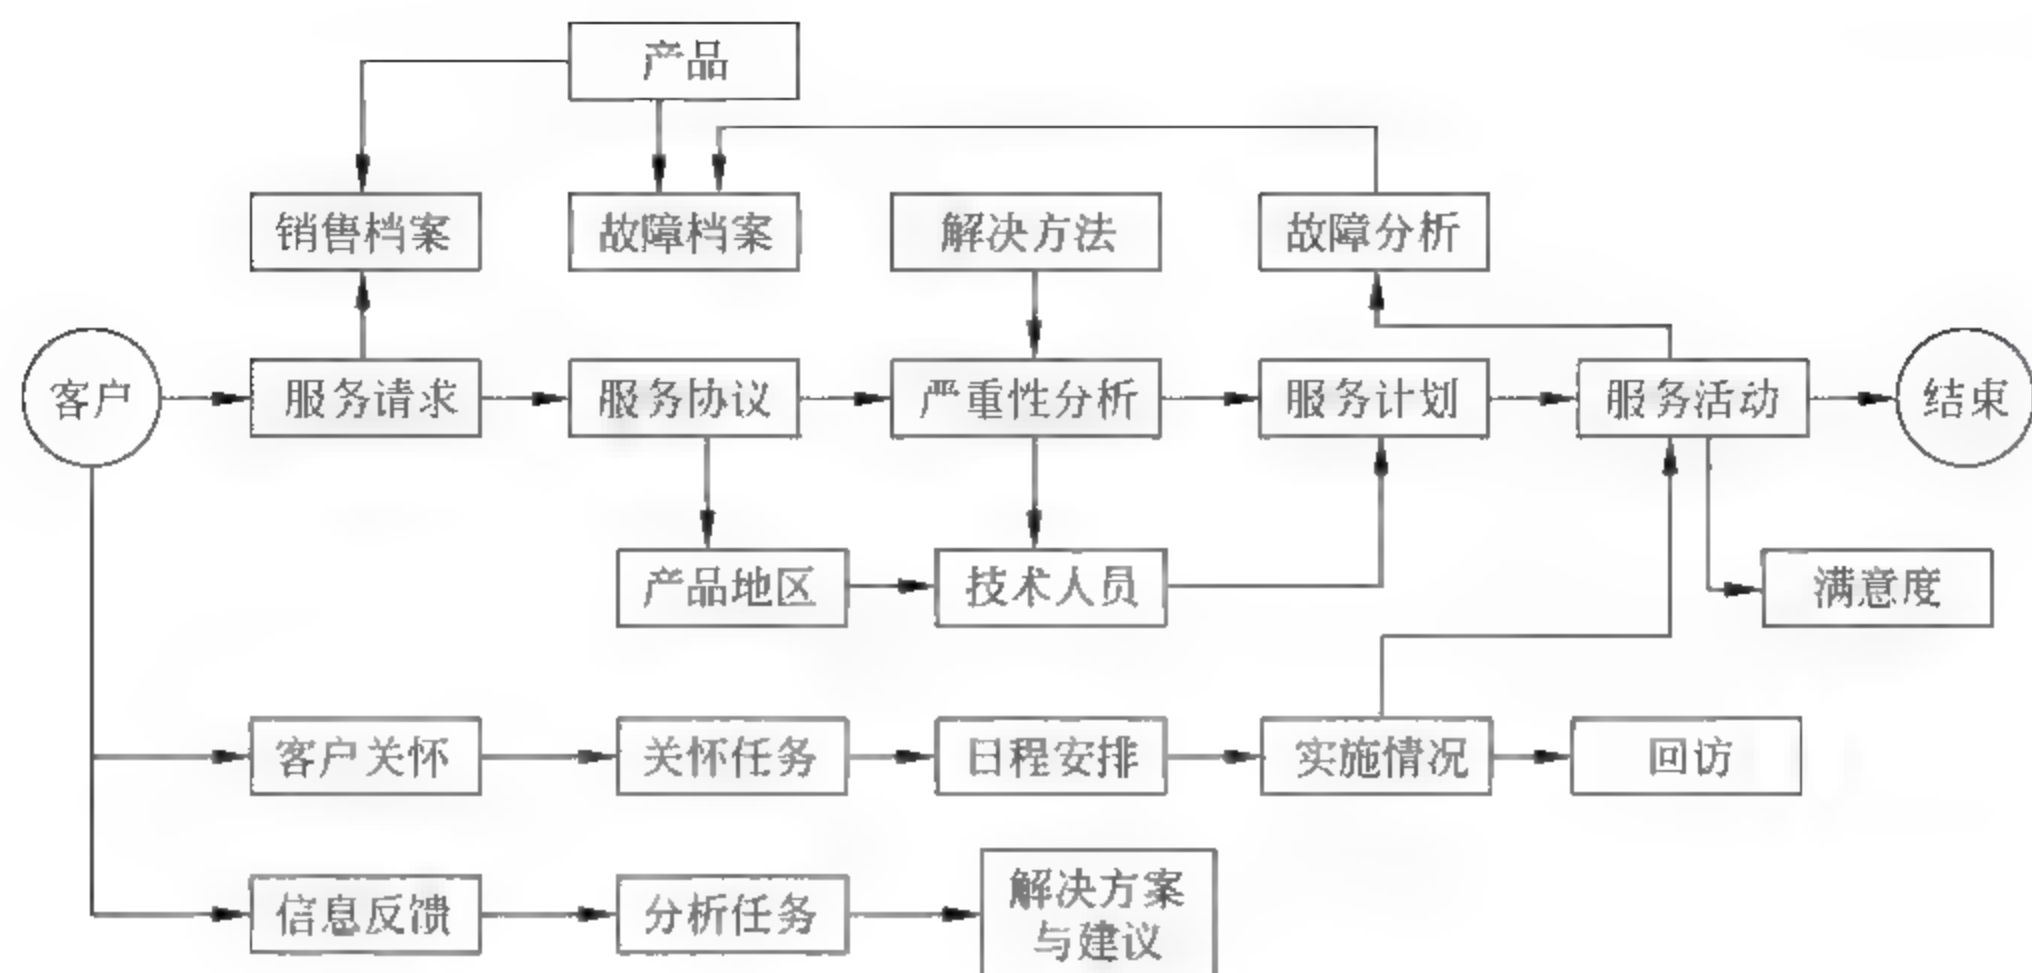 产品
销售档案
故障档案
解决方法
故障分析
客户
服务请求
服务协议
严重性分析
服务计划
服务活动
结束
产品地区
技术人员
满意度
客户关怀
关怀任务
日程安排
实施情况
回访
信息反馈
分析任务
解决方案
与建议